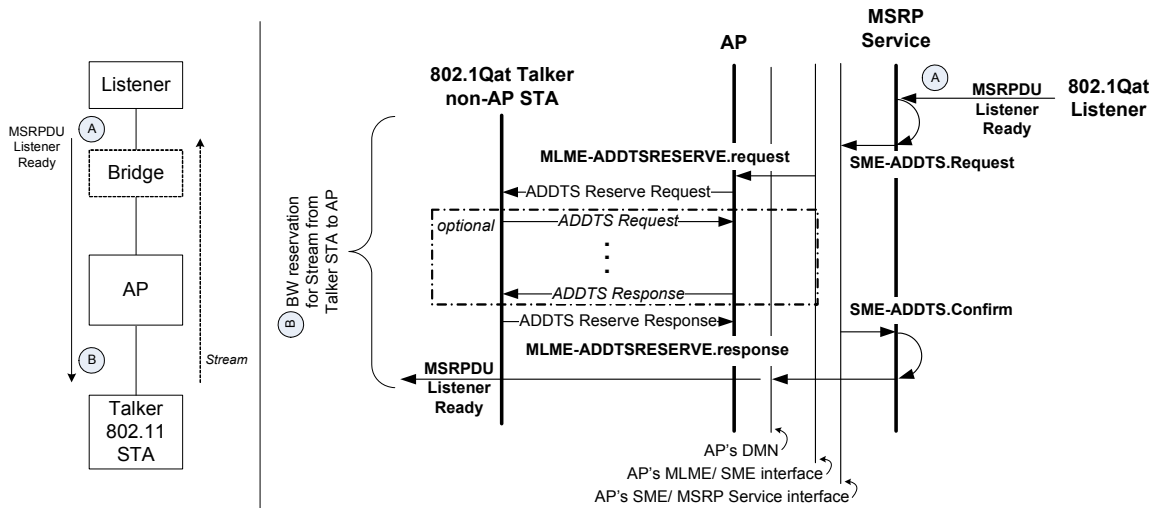 Listener
A
MSRPDU
Listener
Ready
Bridge
AP
B
Stream
Talker
802.11
STA
B BW reservation
for Stream from
Talker STA to AP
802.1Qat Talker
non-AP STA
AP
MSRP
Service
A
MSRPDU
Listener
Ready
802.1Qat
Listener
SME-ADDTS.Request
MLME-ADDTSRESERVE.request
ADDTS Reserve Request
optional
ADDTS Request
ADDTS Response
SME-ADDTS.Confirm
ADDTS Reserve Response
MLME-ADDTSRESERVE.response
MSRPDU
Listener
Ready
AP's DMN
AP's MLME/ SME interface
AP's SME/ MSRP Service interface